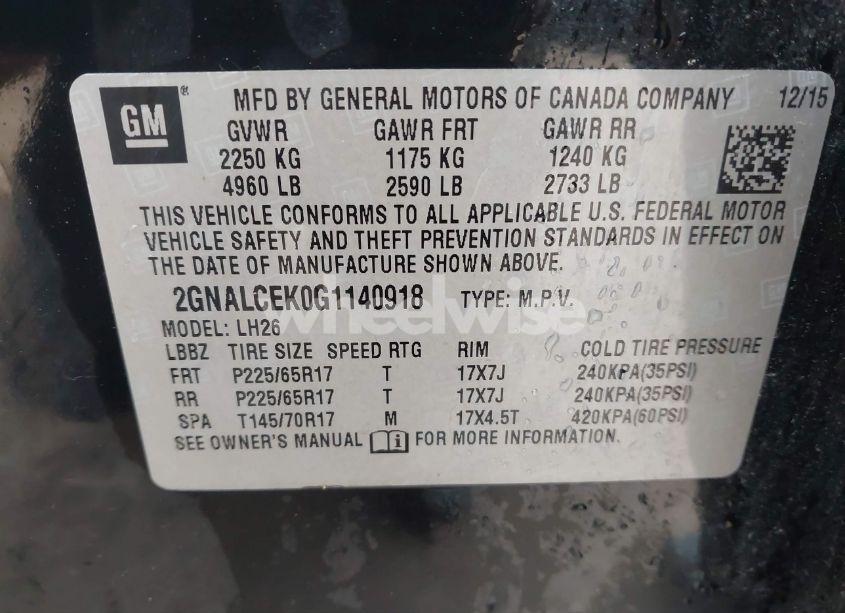 GM ® MFD BY GENERAL MOTORS OF CANADA COMPANY 12/15
GVWR GAWR FRT GAWR RR
2250 KG 1175 KG 1240 KG
4960 LB 2590 LB 2733 LB
THIS VEHICLE CONFORMS TO ALL APPLICABLE U.S. FEDERAL MOTOR
VEHICLE SAFETY AND THEFT PREVENTION STANDARDS IN EFFECT ON
THE DATE OF MANUFACTURE SHOWN ABOVE.
2GNALCEK0G1140918 TYPE: M.P.V.
wheelwise
MODEL: LH26
LBBZ TIRE SIZE SPEED RTG RIM COLD TIRE PRESSURE
FRT P225/65R17 T 17X7J 240KPA(35PSI)
RR P225/65R17 T 17X7J 240KPA(35PSI)
SPA T145/70R17 M 17X4.5T 420KPA(60PSI)
SEE OWNER'S MANUAL i FOR MORE INFORMATION.